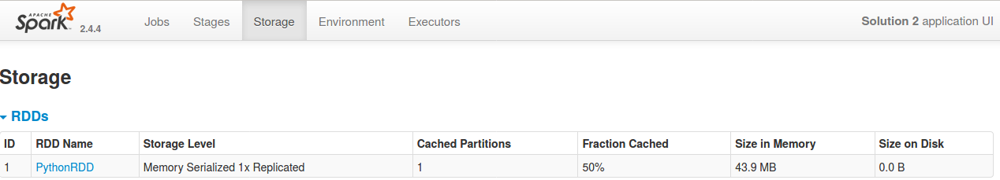 APACHE
Spark 2.4.4 Jobs Stages Storage Environment Executors Solution 2 application UI
Storage
RDDs
ID RDD Name Storage Level Cached Partitions Fraction Cached Size in Memory Size on Disk
1 PythonRDD Memory Serialized 1x Replicated 1 50% 43.9 MB 0.0 B